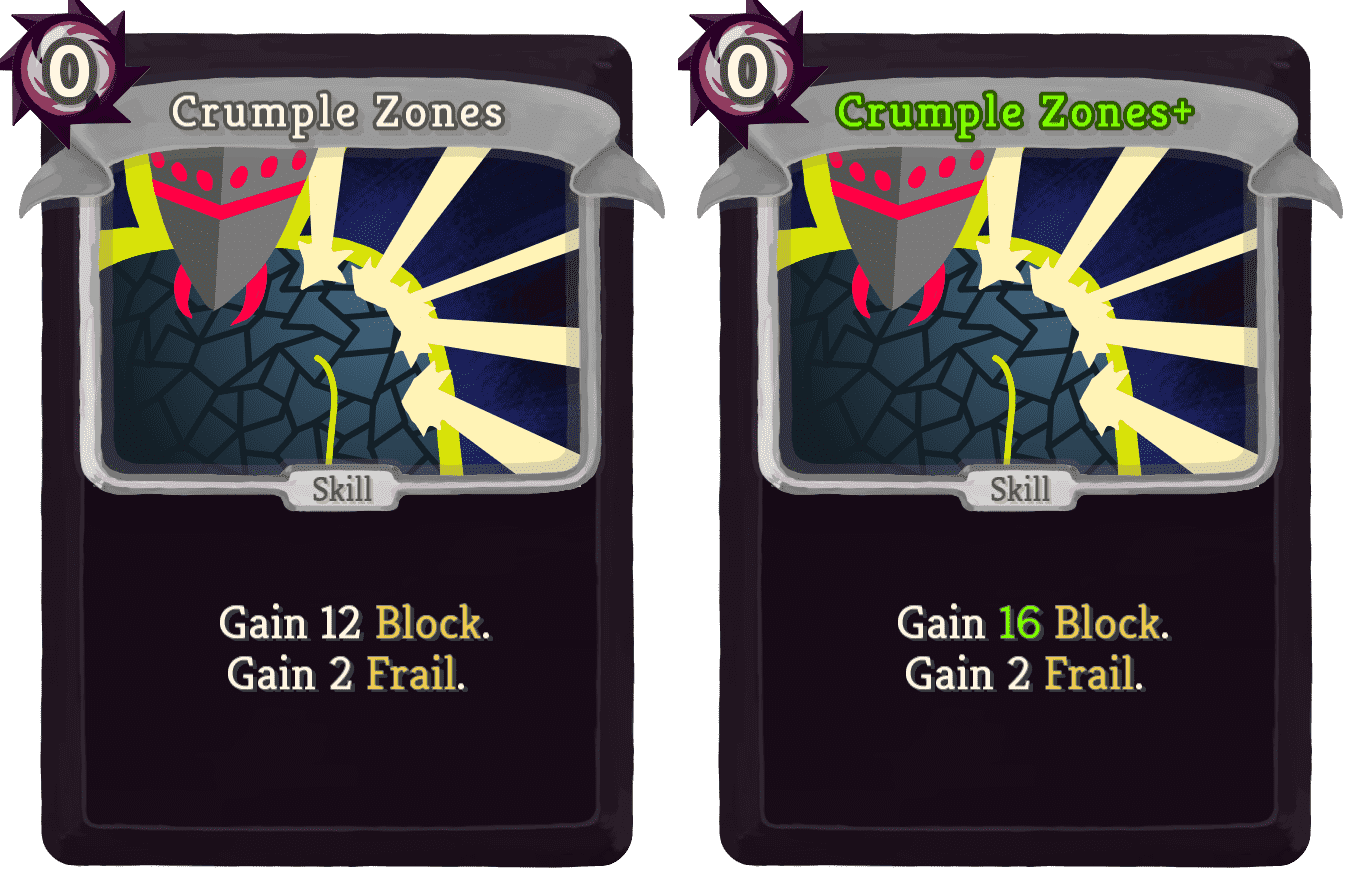 0
Crumple Zones
Skill
Gain 12 Block.
Gain 2 Frail.
0
Crumple Zones+
Skill
Gain 16 Block.
Gain 2 Frail.